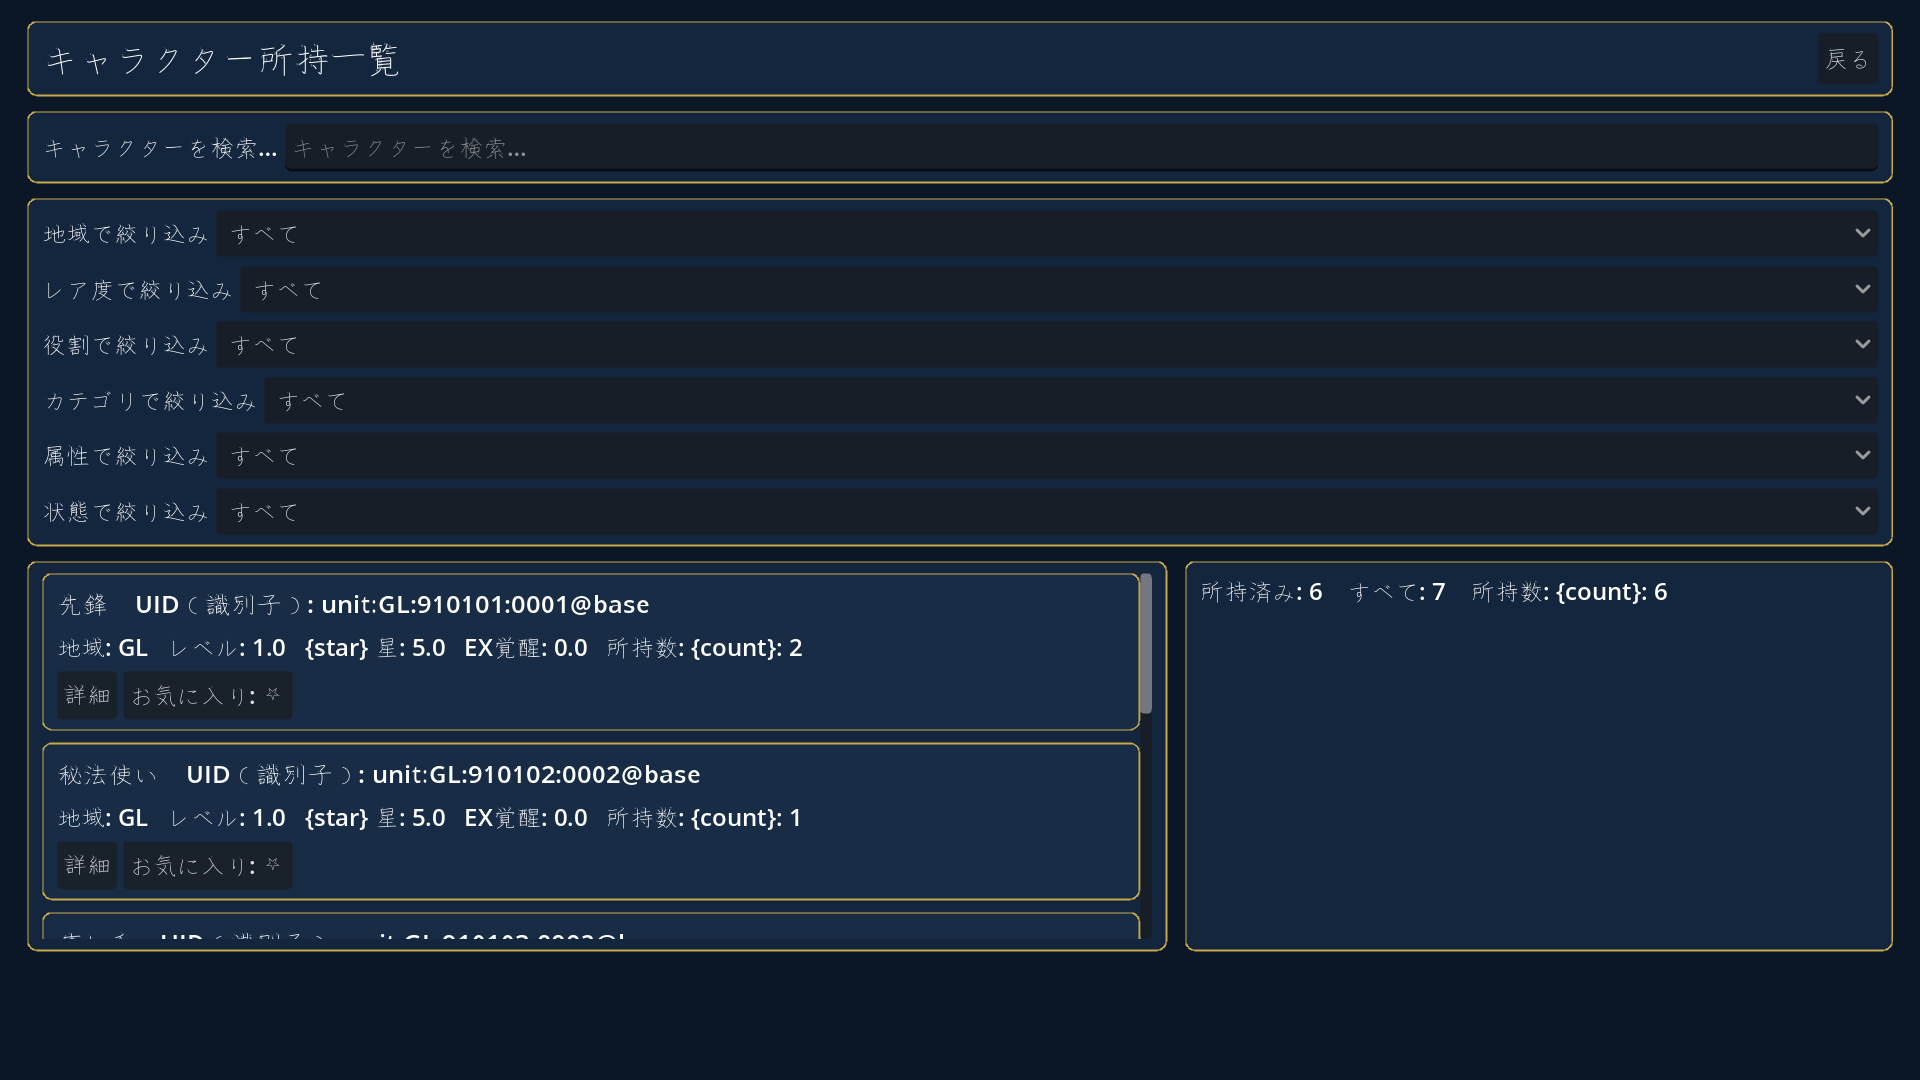 キャラクター所持一覧
戻る
キャラクターを検索... キャラクターを検索...
地域で絞り込み すべて
レア度で絞り込み すべて
役割で絞り込み すべて
カテゴリで絞り込み すべて
属性で絞り込み すべて
状態で絞り込み すべて
先鋒 UID（識別子）: unit:GL:910101:0001@base
地域: GL レベル: 1.0 {star} 星: 5.0 EX覚醒: 0.0 所持数: {count}: 2
詳細 お気に入り: ☆
秘法使い UID（識別子）: unit:GL:910102:0002@base
地域: GL レベル: 1.0 {star} 星: 5.0 EX覚醒: 0.0 所持数: {count}: 1
詳細 お気に入り: ☆
UID（識別子）
所持済み: 6 すべて: 7 所持数: {count}: 6